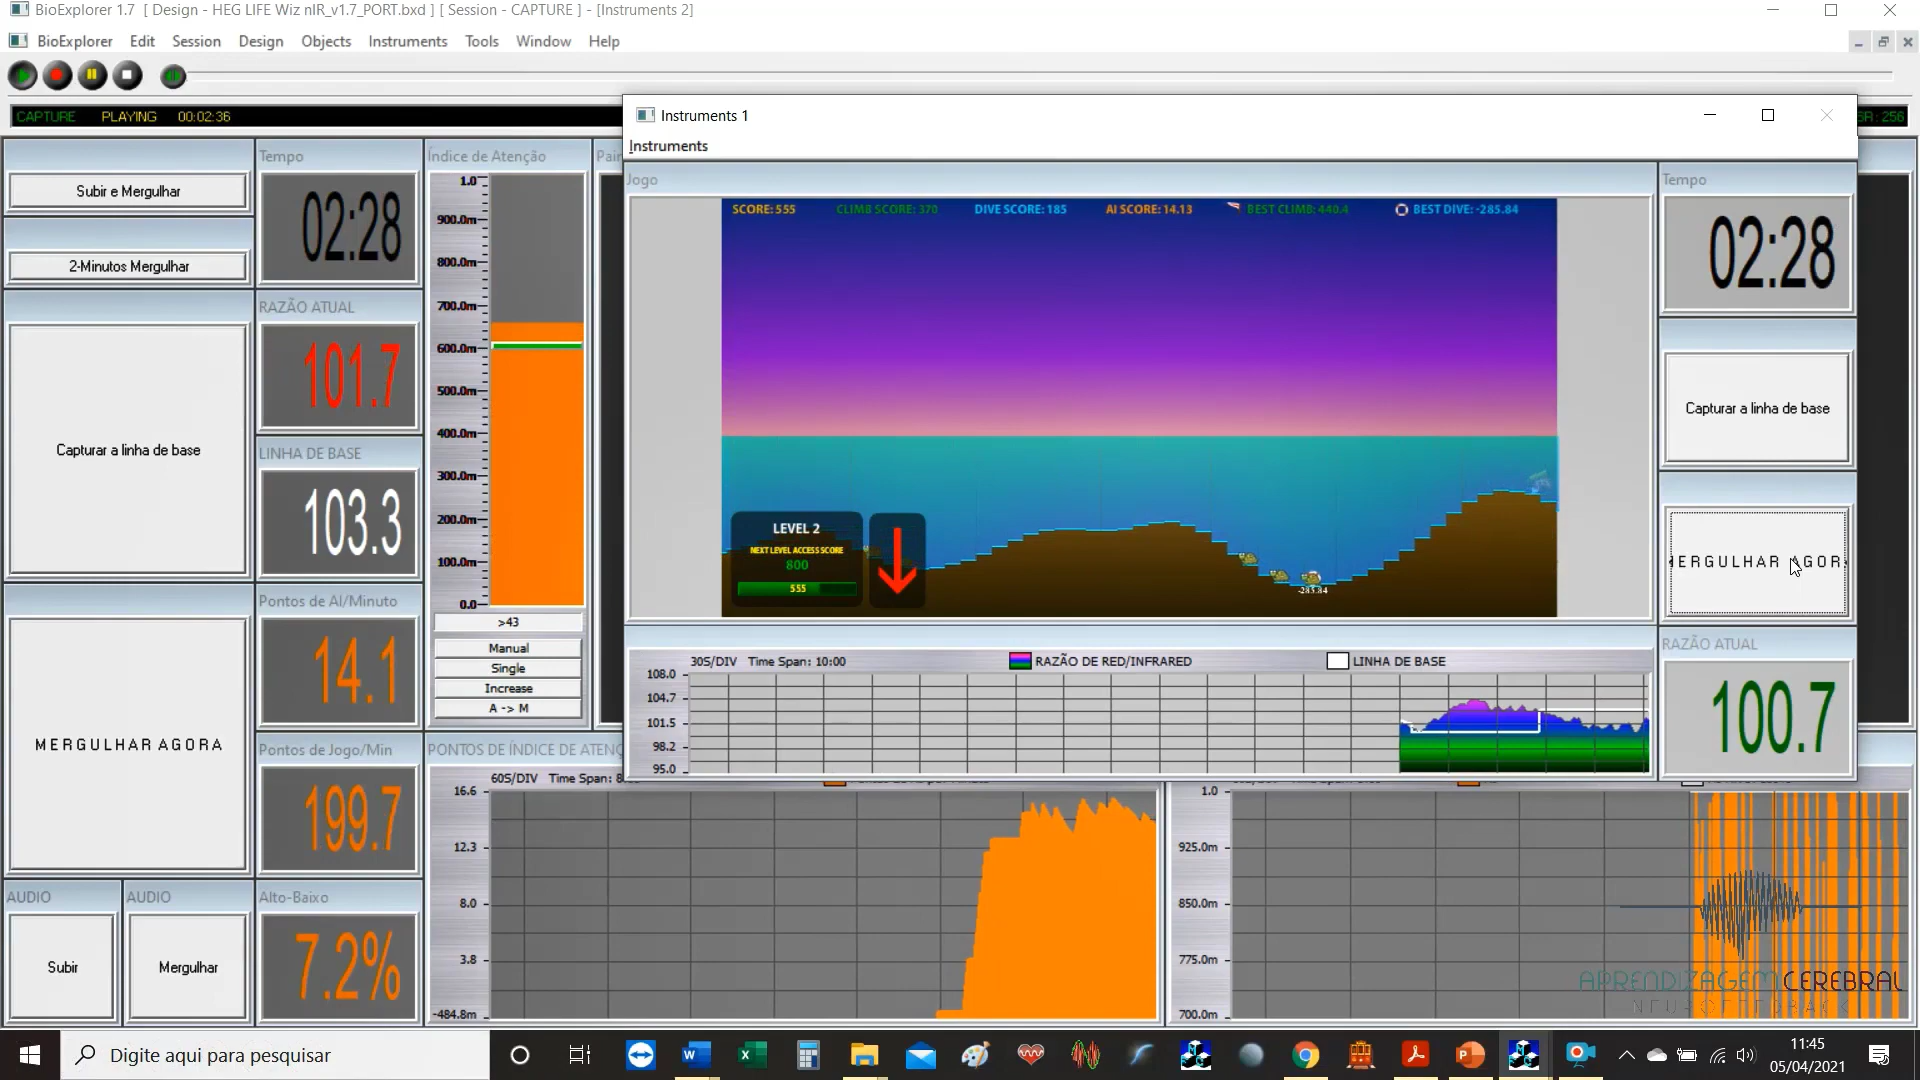 BioExplorer 1.7 [ Design - HEG LIFE Wiz nIR_v1.7_PORT.bxd ] [ Session - CAPTURE ] - [Instruments 2]
BioExplorer Edit Session Design Objects Instruments Tools Window Help
CAPTURE PLAYING 00:02:36
SR: 256
Subir e Mergulhar
2-Minutos Mergulhar
Capturar a linha de base
MERGULHAR AGORA
AUDIO
Subir
AUDIO
Mergulhar
Tempo
02:28
RAZÃO ATUAL
101.7
LINHA DE BASE
103.3
Pontos de AI/Minuto
14.1
Pontos de Jogo/Min
199.7
Alto-Baixo
7.2%
Índice de Atenção
1.0
900.0m
800.0m
700.0m
600.0m
500.0m
400.0m
300.0m
200.0m
100.0m
0.0
>43
Manual
Single
Increase
A -> M
Instruments 1
Instruments
Jogo
SCORE: 555 CLIMB SCORE: 370 DIVE SCORE: 185 AI SCORE: 14.13 BEST CLIMB: 440.4 BEST DIVE: -285.84
LEVEL 2
NEXT LEVEL ACCESS SCORE
800
555
30S/DIV Time Span: 10:00 RAZÃO DE RED/INFRARED LINHA DE BASE
108.0
104.7
101.5
98.2
95.0
Tempo
02:28
Capturar a linha de base
MERGULHAR AGOR
RAZÃO ATUAL
100.7
PONTOS DE ÍNDICE DE ATENÇ
60S/DIV Time Span: 8
16.6
12.3
8.0
3.8
-484.8m
1.0
925.0m
850.0m
775.0m
700.0m
APRENDIZAGEM CEREBRAL
NEUROFEEDBACK
Digite aqui para pesquisar
11:45
05/04/2021